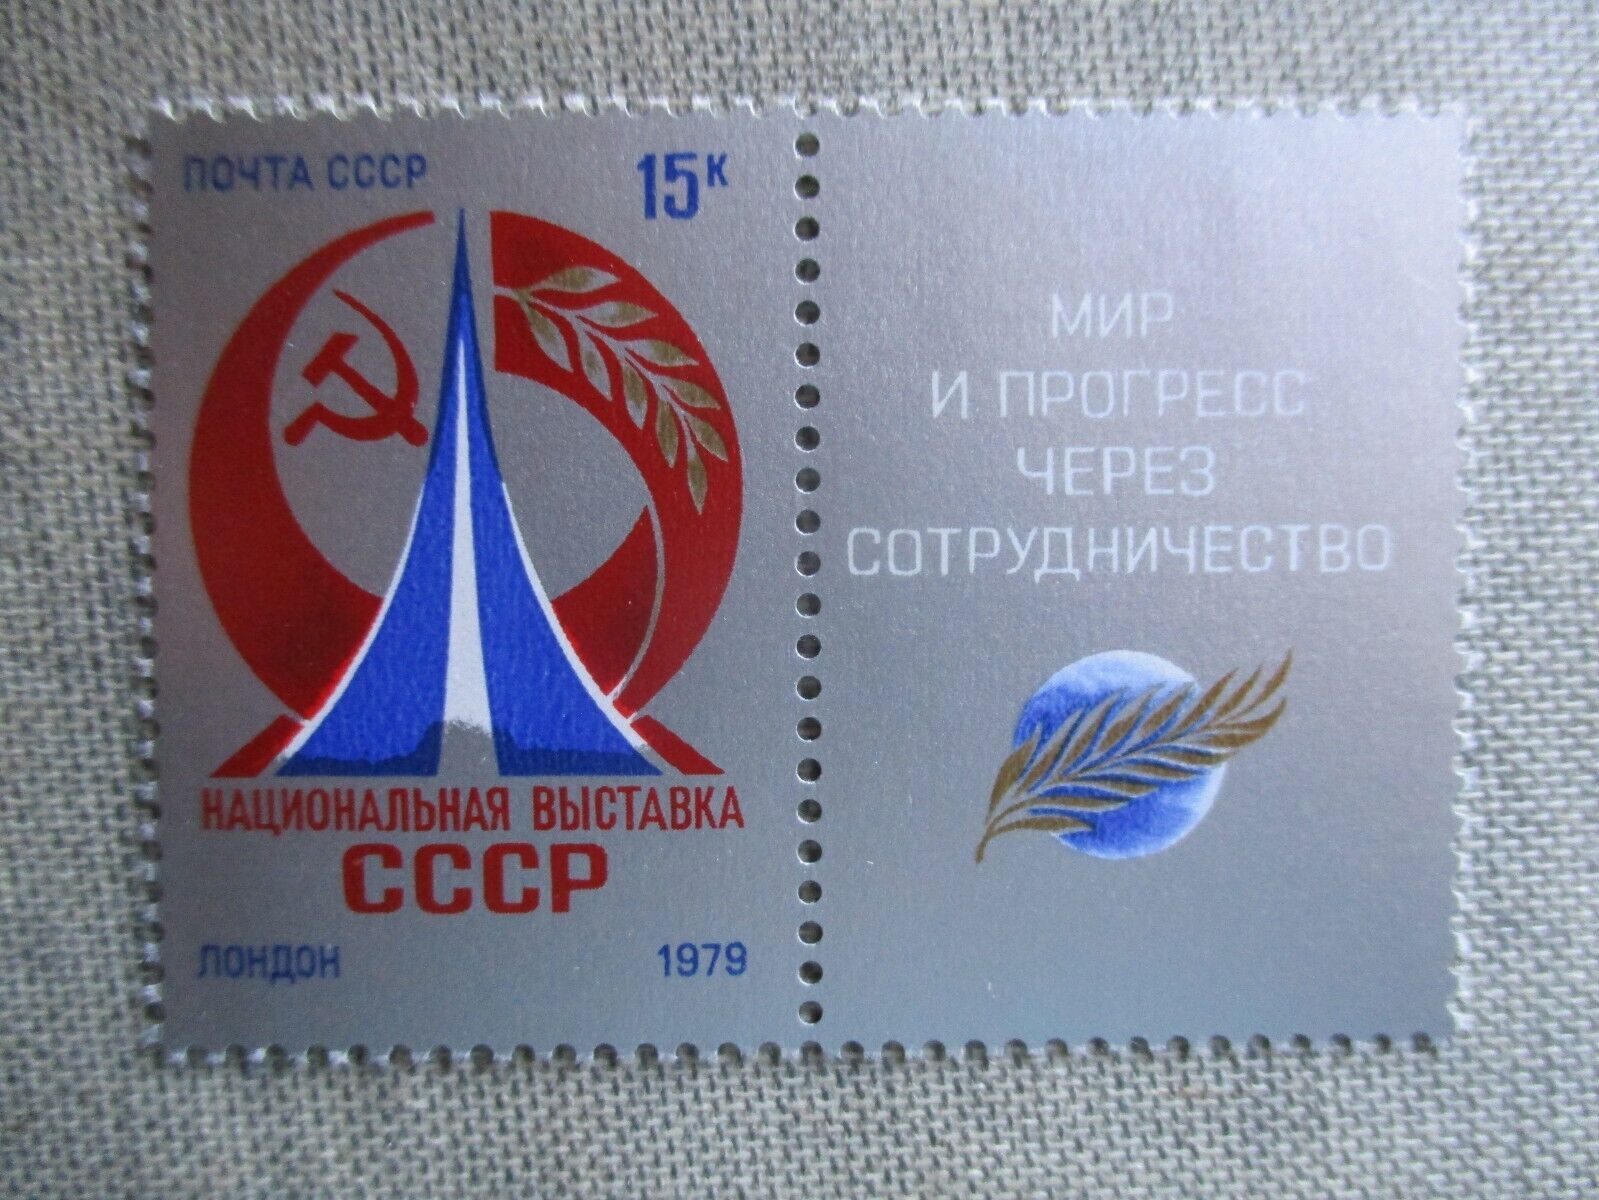 ПОЧТА СССР 15К
НАЦИОНАЛЬНАЯ ВЫСТАВКА
СССР
ЛОНДОН 1979
МИР
И ПРОГРЕСС
ЧЕРЕЗ
СОТРУДНИЧЕСТВО